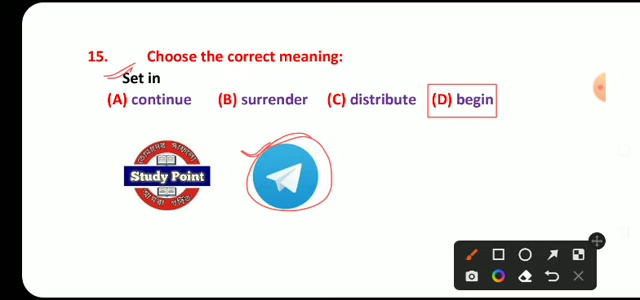 15. Choose the correct meaning:
Set in
(A) continue (B) surrender (C) distribute (D) begin
Study Point